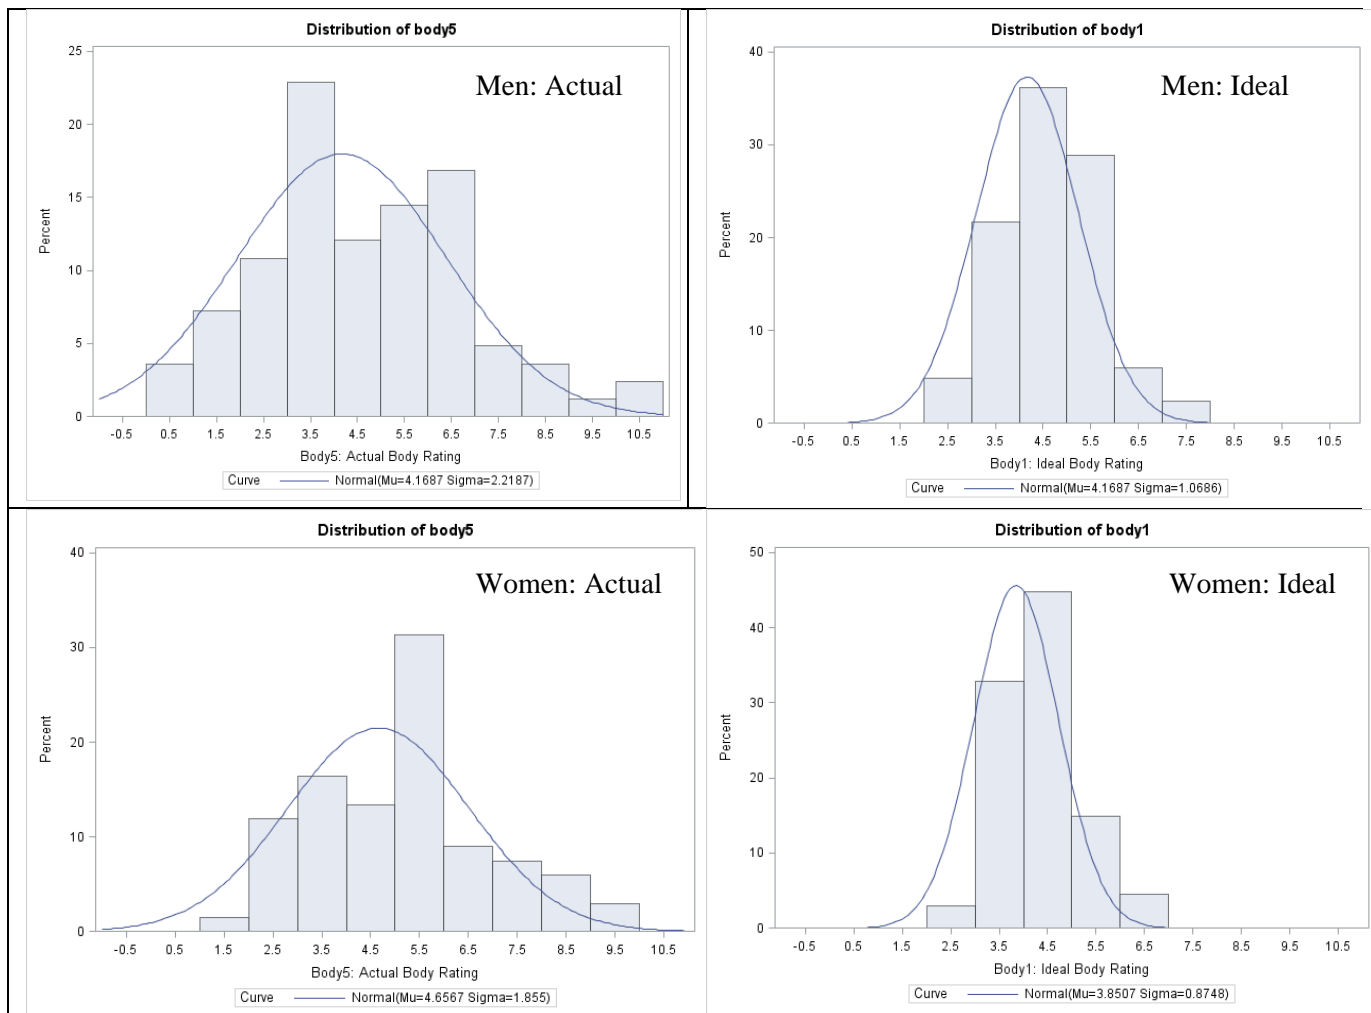 Distribution of body5
Men: Actual
25
20
15
10
5
0
Percent
-0.5 0.5 1.5 2.5 3.5 4.5 5.5 6.5 7.5 8.5 9.5 10.5
Body5: Actual Body Rating
Curve Normal(Mu=4.1687 Sigma=2.2187)
Distribution of body1
Men: Ideal
40
30
20
10
0
Percent
-0.5 0.5 1.5 2.5 3.5 4.5 5.5 6.5 7.5 8.5 9.5 10.5
Body1: Ideal Body Rating
Curve Normal(Mu=4.1687 Sigma=1.0686)
Distribution of body5
Women: Actual
40
30
20
10
0
Percent
-0.5 0.5 1.5 2.5 3.5 4.5 5.5 6.5 7.5 8.5 9.5 10.5
Body5: Actual Body Rating
Curve Normal(Mu=4.6567 Sigma=1.855)
Distribution of body1
Women: Ideal
50
40
30
20
10
0
Percent
-0.5 0.5 1.5 2.5 3.5 4.5 5.5 6.5 7.5 8.5 9.5 10.5
Body1: Ideal Body Rating
Curve Normal(Mu=3.8507 Sigma=0.8748)